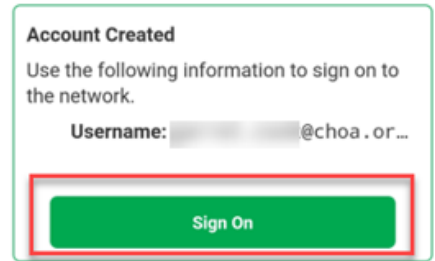 Account Created
Use the following information to sign on to
the network.
Username: @choa.or…
Sign On